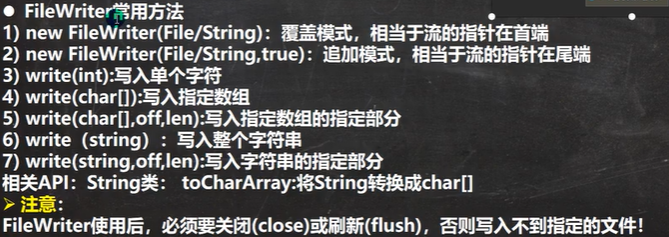 ● FileWriter常用方法
1) new FileWriter(File/String)：覆盖模式，相当于流的指针在首端
2) new FileWriter(File/String,true)：追加模式，相当于流的指针在尾端
3) write(int):写入单个字符
4) write(char[]):写入指定数组
5) write(char[],off,len):写入指定数组的指定部分
6) write（string）：写入整个字符串
7) write(string,off,len):写入字符串的指定部分
相关API：String类： toCharArray:将String转换成char[]
➢ 注意：
FileWriter使用后，必须要关闭(close)或刷新(flush)，否则写入不到指定的文件!